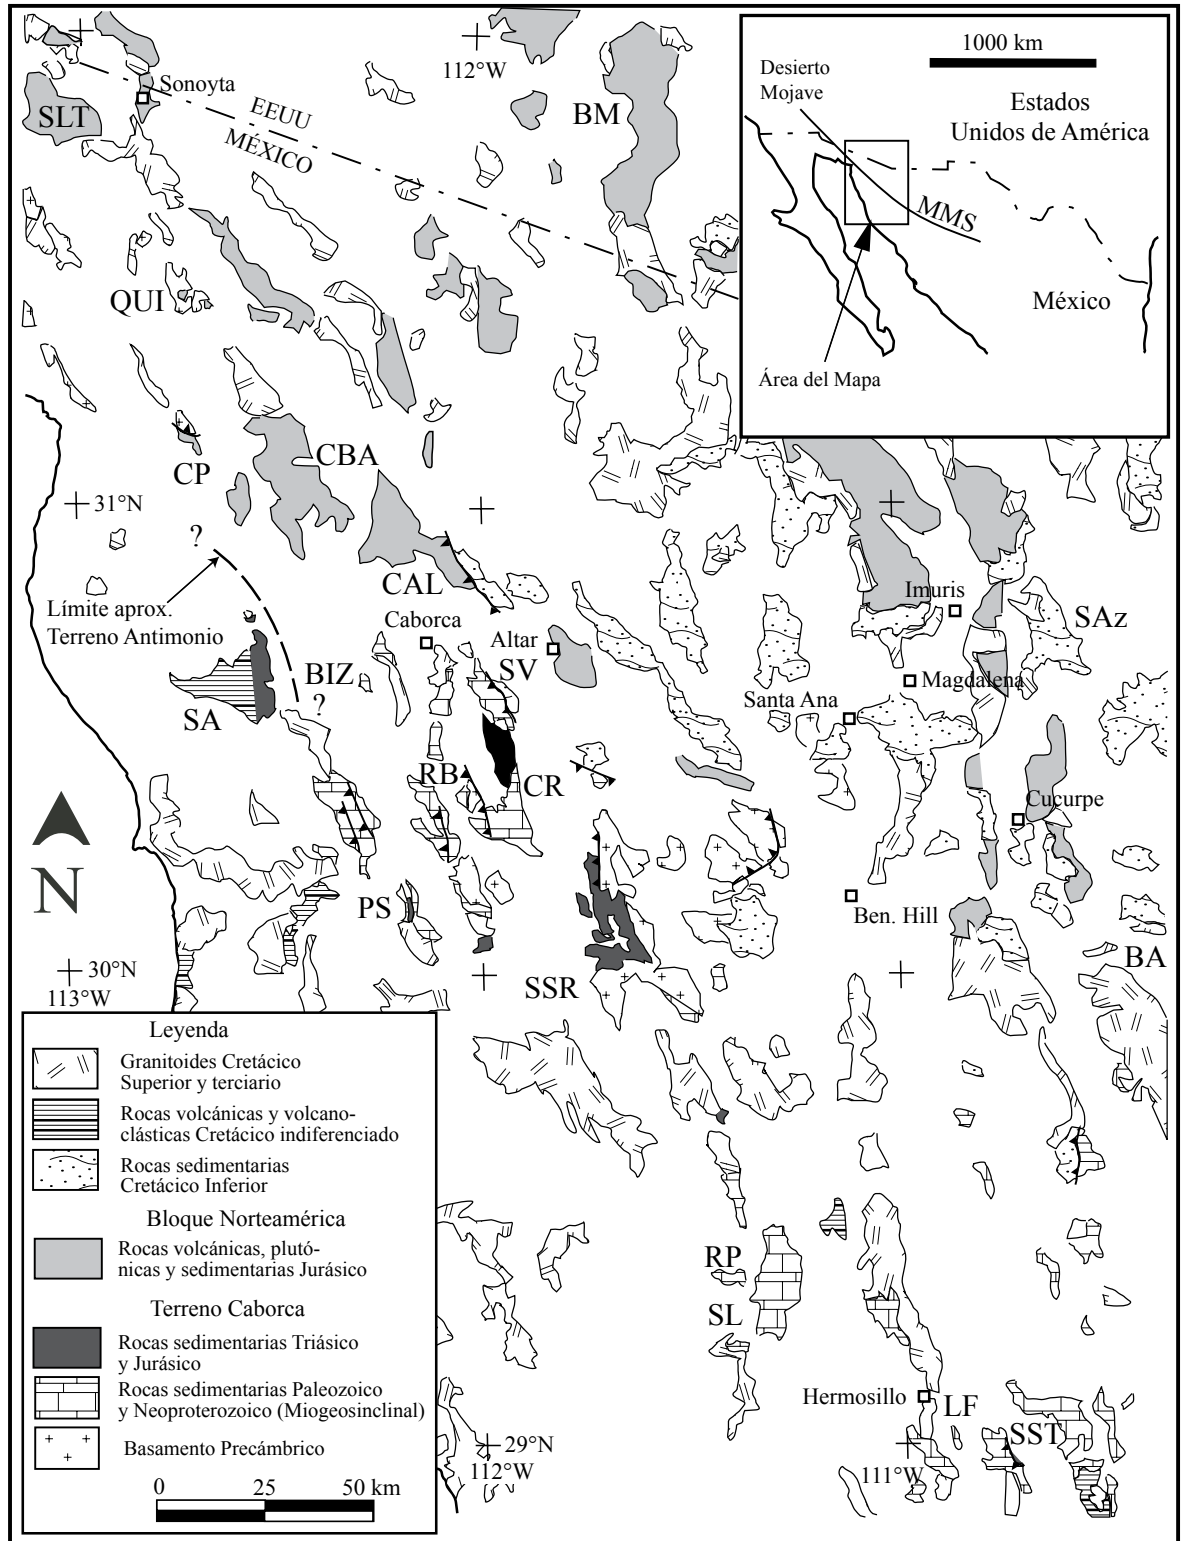 112°W
Sonoyta
SLT
EEUU
MÉXICO
BM
1000 km
Desierto
Mojave
Estados
Unidos de América
MMS
México
Área del Mapa
QUI
CP
CBA
31°N
?
CAL
Límite aprox.
Terreno Antimonio
Caborca
Altar
Imuris
SAz
BIZ
SV
Magdalena
Santa Ana
SA
?
RB
CR
Cucurpe
N
PS
Ben. Hill
BA
30°N
113°W
SSR
Leyenda
Granitoides Cretácico
Superior y terciario
Rocas volcánicas y volcano-
clásticas Cretácico indiferenciado
Rocas sedimentarias
Cretácico Inferior
Bloque Norteamérica
Rocas volcánicas, plutó-
nicas y sedimentarias Jurásico
Terreno Caborca
Rocas sedimentarias Triásico
y Jurásico
Rocas sedimentarias Paleozoico
y Neoproterozoico (Miogeosinclinal)
Basamento Precámbrico
0 25 50 km
RP
SL
Hermosillo
LF
SST
29°N
112°W
111°W